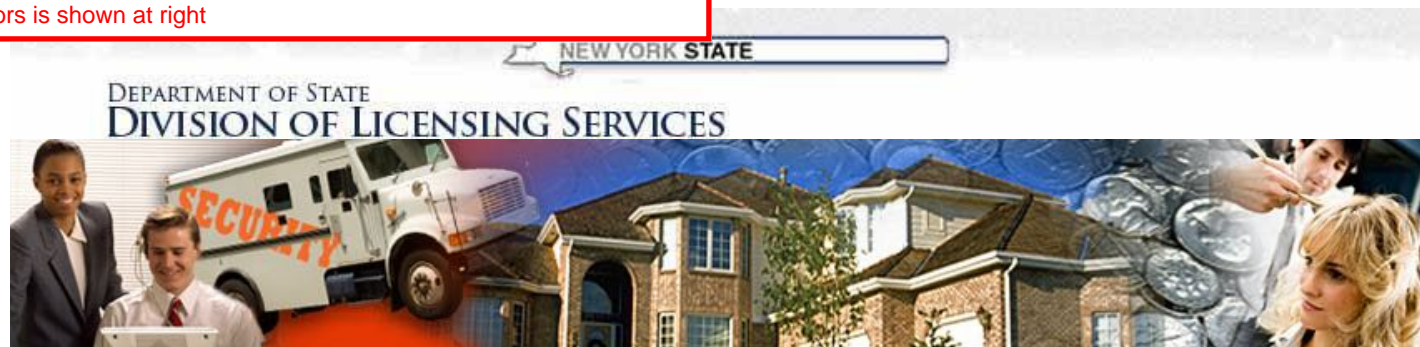 ors is shown at right
NEW YORK STATE
DEPARTMENT OF STATE
DIVISION OF LICENSING SERVICES
SECURITY